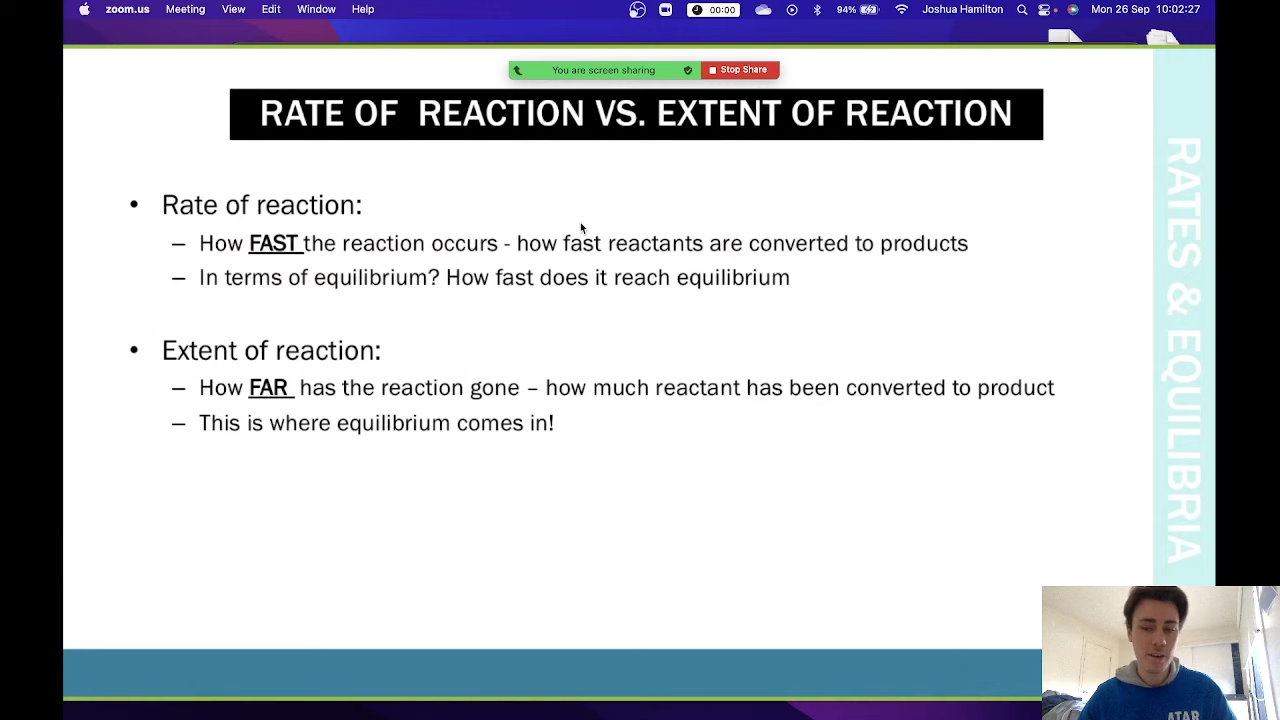 zoom.us Meeting View Edit Window Help 00:00 94% Joshua Hamilton Mon 26 Sep 10:02:27
You are screen sharing Stop Share
RATE OF REACTION VS. EXTENT OF REACTION
• Rate of reaction:
– How FAST the reaction occurs - how fast reactants are converted to products
– In terms of equilibrium? How fast does it reach equilibrium
• Extent of reaction:
– How FAR has the reaction gone – how much reactant has been converted to product
– This is where equilibrium comes in!
RATES & EQUILIBRIA
ATAR